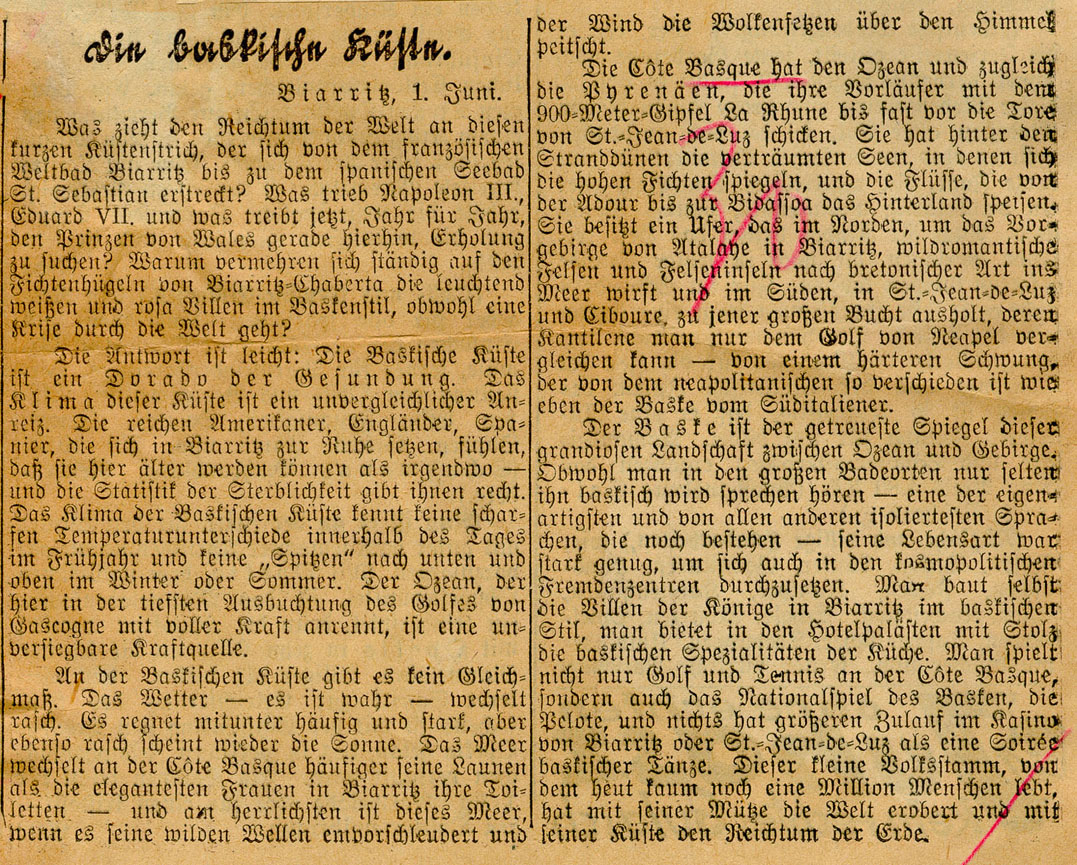 Die baskische Küste.
Biarritz, 1. Juni.
Was zieht den Reichtum der Welt an diesen
kurzen Küstenstrich, der sich von dem französischen
Weltbad Biarritz bis zu dem spanischen Seebad
St. Sebastian erstreckt? Was trieb Napoleon III.,
Eduard VII. und was treibt jetzt, Jahr für Jahr,
den Prinzen von Wales gerade hierhin, Erholung
zu suchen? Warum vermehren sich ständig auf den
Fichtenhügeln von Biarritz-Chaberta die leuchtend
weißen und rosa Villen im Baskenstil, obwohl eine
Krise durch die Welt geht?
Die Antwort ist leicht: Die Baskische Küste
ist ein Dorado der Gesundung. Das
Klima dieser Küste ist ein unvergleichlicher An-
reiz. Die reichen Amerikaner, Engländer, Spa-
nier, die sich in Biarritz zur Ruhe setzen, fühlen,
daß sie hier älter werden können als irgendwo —
und die Statistik der Sterblichkeit gibt ihnen recht.
Das Klima der Baskischen Küste kennt keine schar-
fen Temperaturunterschiede innerhalb des Tages
im Frühjahr und keine „Spitzen" nach unten und
oben im Winter oder Sommer. Der Ozean, der
hier in der tiefsten Ausbuchtung des Golfes von
Gascogne mit voller Kraft anrennt, ist eine un-
versiegbare Kraftquelle.
An der Baskischen Küste gibt es kein Gleich-
maß. Das Wetter — es ist wahr — wechselt
rasch. Es regnet mitunter häufig und stark, aber
ebenso rasch scheint wieder die Sonne. Das Meer
wechselt an der Côte Basque häufiger seine Launen
als die elegantesten Frauen in Biarritz ihre Toi-
letten — und am herrlichsten ist dieses Meer,
wenn es seine wilden Wellen emporschleudert und
der Wind die Wolkenfetzen über den Himmel
peitscht.
Die Côte Basque hat den Ozean und zugleich
die Pyrenäen, die ihre Vorläufer mit dem
900-Meter-Gipfel La Rhune bis fast vor die Tore
von St.-Jean-de-Luz schicken. Sie hat hinter den
Stranddünen die verträumten Seen, in denen sich
die hohen Fichten spiegeln, und die Flüsse, die von
der Adour bis zur Bidassoa das Hinterland speisen.
Sie besitzt ein Ufer, das im Norden, um das Vor-
gebirge von Atalahe in Biarritz, wildromantische
Felsen und Felseninseln nach bretonischer Art ins
Meer wirft und im Süden, in St.-Jean-de-Luz
und Ciboure, zu jener großen Bucht ausholt, deren
Kantilene man nur dem Golf von Neapel ver-
gleichen kann — von einem härteren Schwung,
der von dem neapolitanischen so verschieden ist wie
eben der Baske vom Süditaliener.
Der Baske ist der getreueste Spiegel dieser
grandiosen Landschaft zwischen Ozean und Gebirge.
Obwohl man in den großen Badeorten nur selten
ihn baskisch wird sprechen hören — eine der eigen-
artigsten und von allen anderen isoliertesten Spra-
chen, die noch bestehen — seine Lebensart war
stark genug, um sich auch in den kosmopolitischen
Fremdenzentren durchzusetzen. Man baut selbst
die Villen der Könige in Biarritz im baskischen
Stil, man bietet in den Hotelpalästen mit Stolz
die baskischen Spezialitäten der Küche. Man spielt
nicht nur Golf und Tennis an der Côte Basque,
sondern auch das Nationalspiel des Basken, die
Pelote, und nichts hat größeren Zulauf im Kasino
von Biarritz oder St.-Jean-de-Luz als eine Soirée
baskischer Tänze. Dieser kleine Volksstamm, von
dem heut kaum noch eine Million Menschen lebt,
hat mit seiner Mütze die Welt erobert und mit
seiner Küste den Reichtum der Erde.